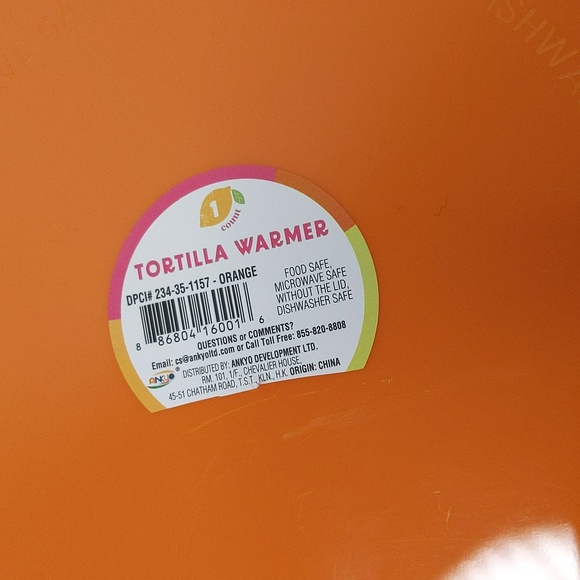 1
count
TORTILLA WARMER
DPCI# 234-35-1157 - ORANGE
FOOD SAFE,
MICROWAVE SAFE
WITHOUT THE LID,
DISHWASHER SAFE
8 86804 16001 6
QUESTIONS or COMMENTS?
Email: cs@ankyoltd.com or Call Toll Free: 855-820-8808
ANKYO®
DISTRIBUTED BY: ANKYO DEVELOPMENT LTD.
RM. 101, 1/F., CHEVALIER HOUSE,
45-51 CHATHAM ROAD, T.S.T., KLN., H.K. ORIGIN: CHINA